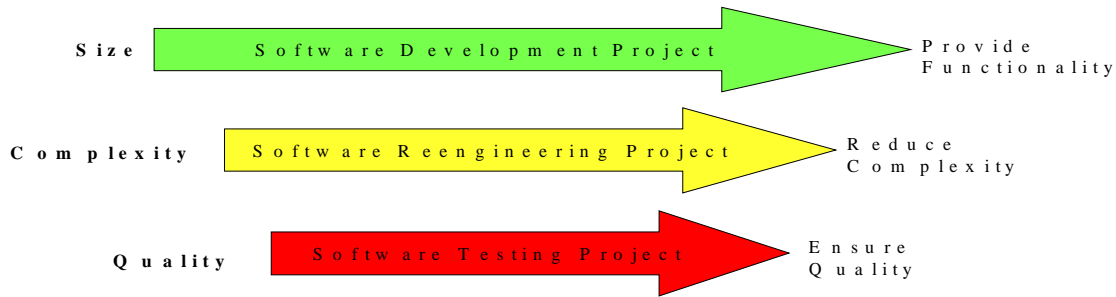 Size
Software Development Project
Provide
Functionality
Complexity
Software Reengineering Project
Reduce
Complexity
Quality
Software Testing Project
Ensure
Quality